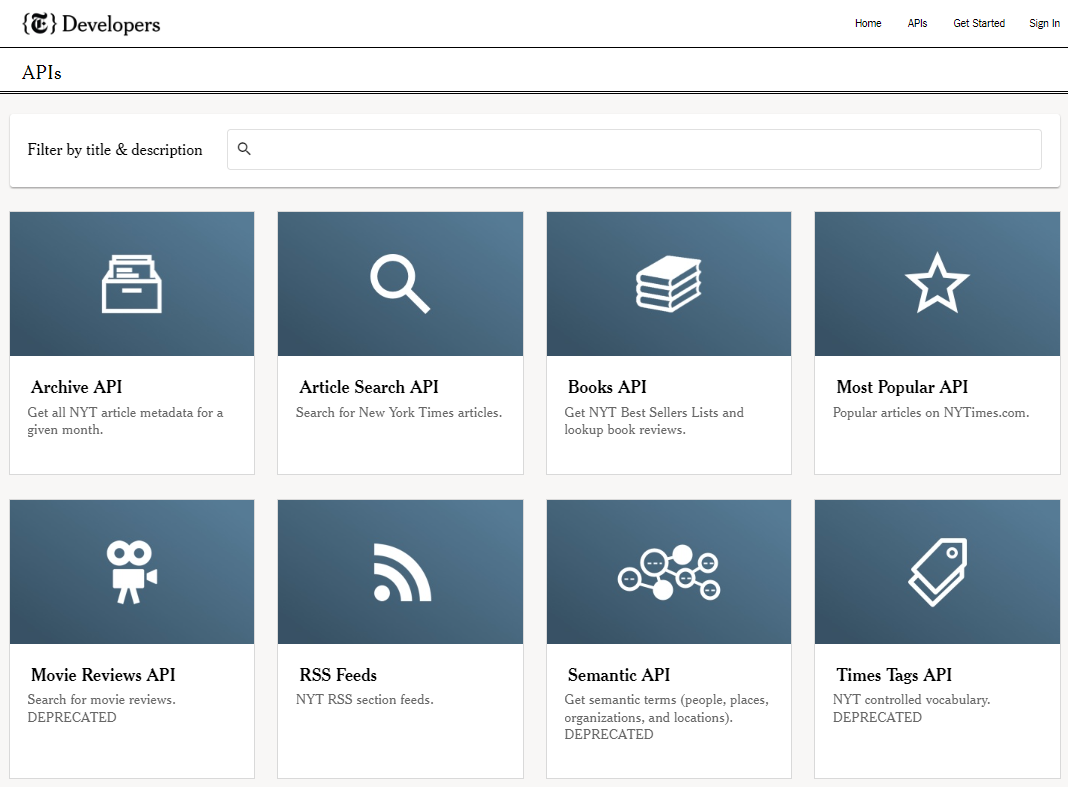 {T} Developers
Home APIs Get Started Sign In
APIs
Filter by title & description
Archive API
Get all NYT article metadata for a
given month.
Article Search API
Search for New York Times articles.
Books API
Get NYT Best Sellers Lists and
lookup book reviews.
Most Popular API
Popular articles on NYTimes.com.
Movie Reviews API
Search for movie reviews.
DEPRECATED
RSS Feeds
NYT RSS section feeds.
Semantic API
Get semantic terms (people, places,
organizations, and locations).
DEPRECATED
Times Tags API
NYT controlled vocabulary.
DEPRECATED